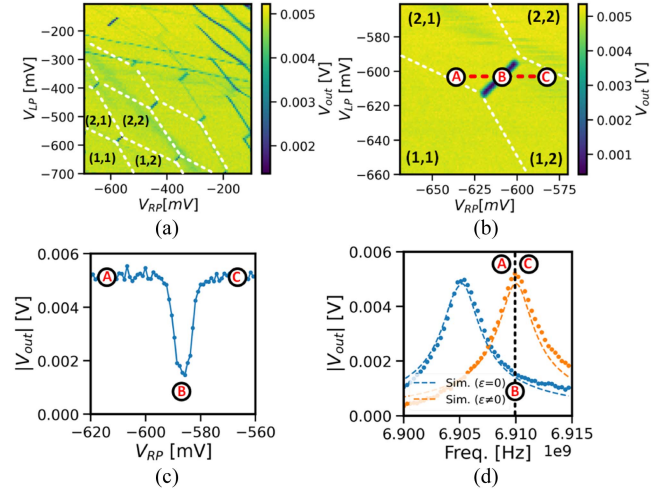 −200
−300
−400
−500
−600
−700
V_LP [mV]
(2,1)
(2,2)
(1,1)
(1,2)
−600
−400
−200
V_RP[mV]
0.005
0.004
0.003
0.002
V_out [V]
(a)
−580
−600
−620
−640
−660
V_LP [mV]
(2,1)
(2,2)
A
B
C
(1,1)
(1,2)
−650
−625
−600
−570
V_RP[mV]
0.005
0.004
0.003
0.002
0.001
V_out [V]
(b)
0.006
0.004
0.002
0.000
|V_out| [V]
A
C
B
−620
−600
−580
−560
V_RP [mV]
(c)
0.006
0.004
0.002
0.000
|V_out| [V]
A
C
Sim. (ε=0)
Sim. (ε≠0)
B
6.900
6.905
6.910
6.915
Freq. [Hz]
1e9
(d)